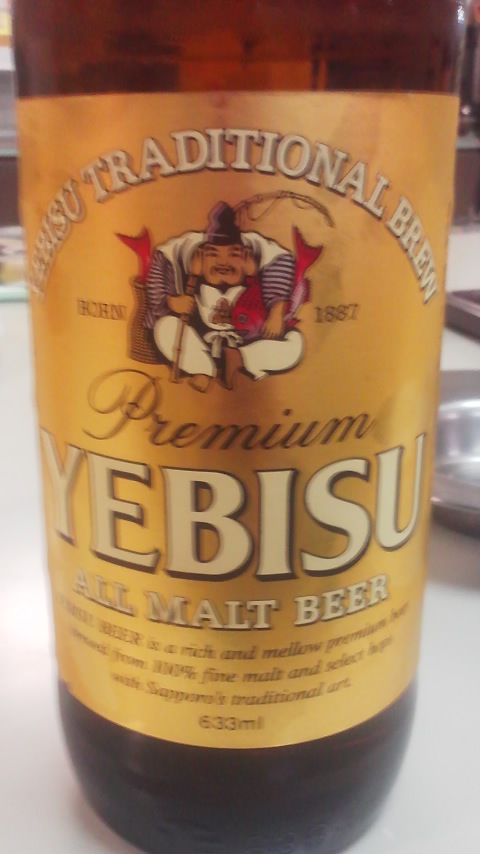 YEBISU TRADITIONAL BREW
BORN 1887
Premium
YEBISU
ALL MALT BEER
BEER is a rich and mellow premium beer
brewed from 100% fine malt and select hops
with Sapporo's traditional art.
633ml